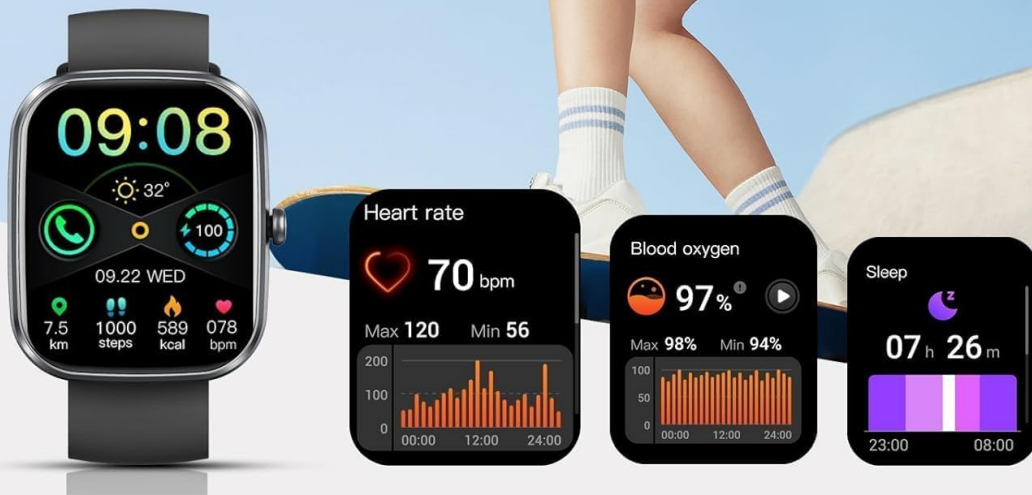 09:08
32°
100
09.22 WED
7.5 1000 589 078
km steps kcal bpm
Heart rate
70 bpm
Max 120 Min 56
200
100
0
00:00 12:00 24:00
Blood oxygen
97%
Max 98% Min 94%
100
50
0
00:00 12:00 24:00
Sleep
z
07 h 26 m
23:00 08:00